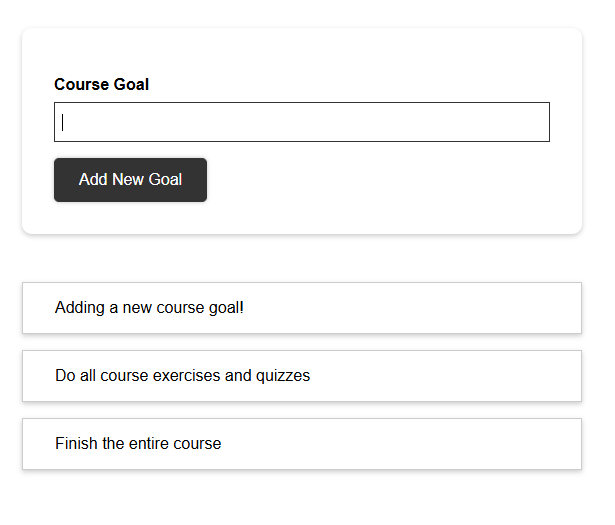 Course Goal
Add New Goal
Adding a new course goal!
Do all course exercises and quizzes
Finish the entire course